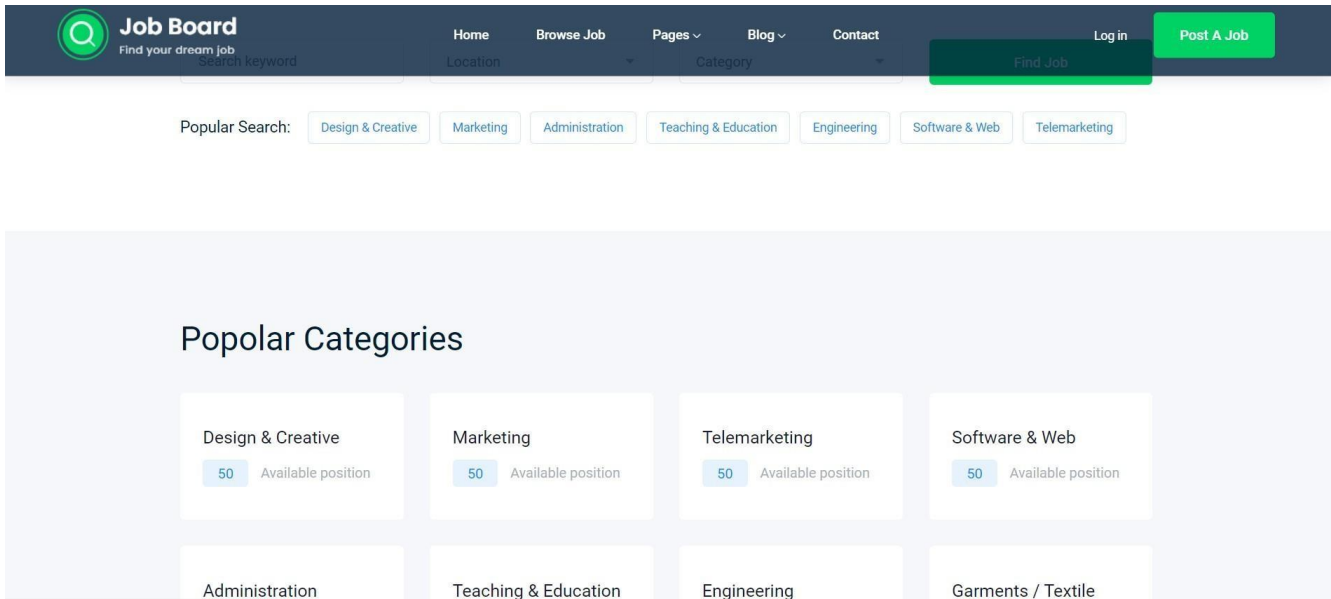 Job Board
Find your dream job
Home Browse Job Pages Blog Contact Log in Post A Job
Search keyword Location Category Find Job
Popular Search: Design & Creative Marketing Administration Teaching & Education Engineering Software & Web Telemarketing
Popolar Categories
Design & Creative Marketing Telemarketing Software & Web
50 Available position 50 Available position 50 Available position 50 Available position
Administration Teaching & Education Engineering Garments / Textile